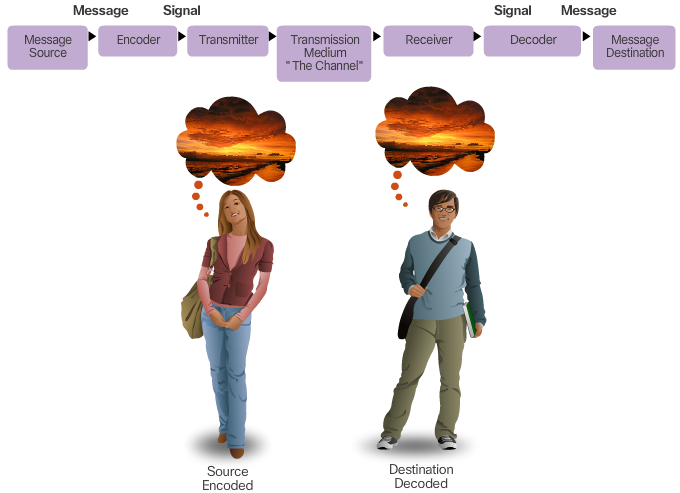 Message
Signal
Signal
Message
Message
Source
Encoder
Transmitter
Transmission
Medium
" The Channel"
Receiver
Decoder
Message
Destination
Source
Encoded
Destination
Decoded